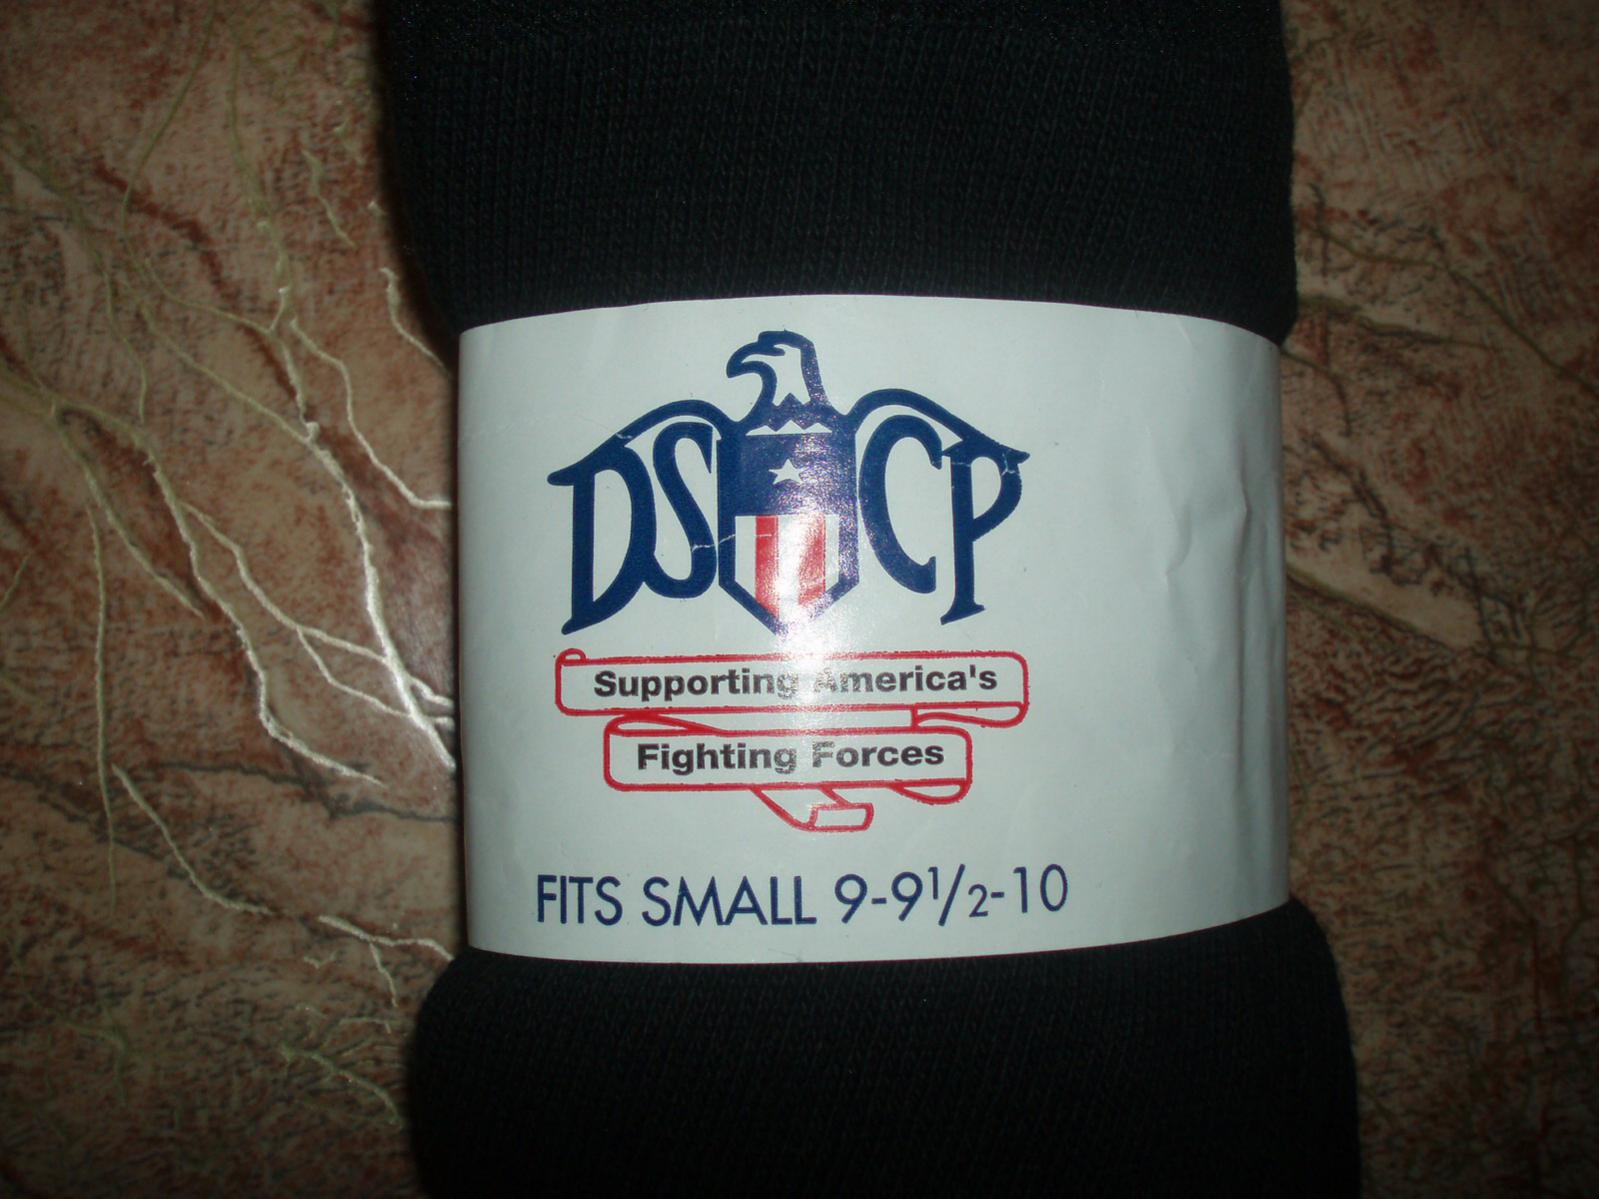 DSCP
Supporting America's
Fighting Forces
FITS SMALL 9-9½-10